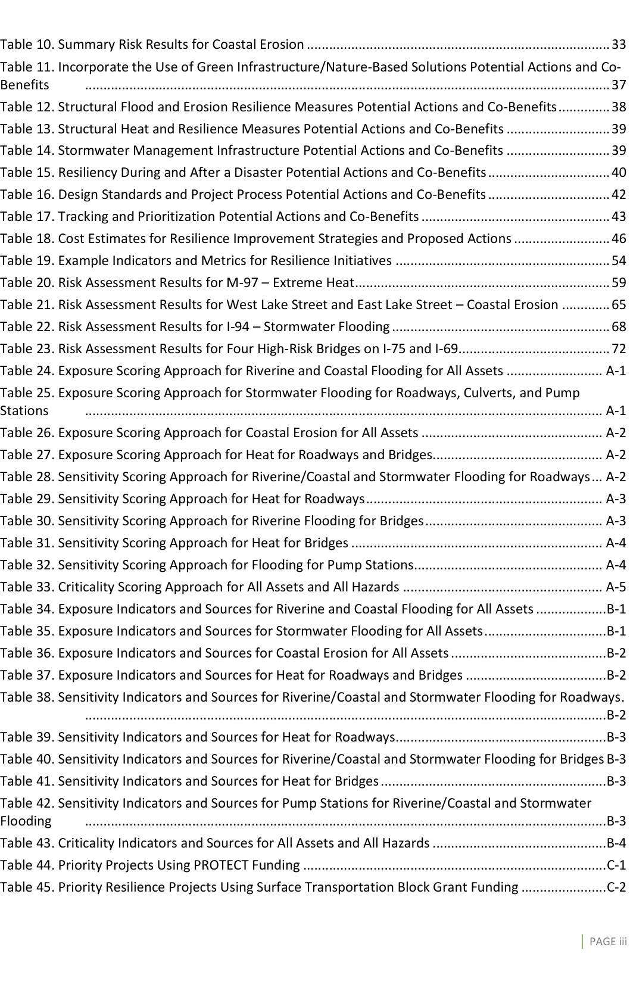 Table 10. Summary Risk Results for Coastal Erosion ..... 33
Table 11. Incorporate the Use of Green Infrastructure/Nature-Based Solutions Potential Actions and Co-
Benefits ..... 37
Table 12. Structural Flood and Erosion Resilience Measures Potential Actions and Co-Benefits ..... 38
Table 13. Structural Heat and Resilience Measures Potential Actions and Co-Benefits ..... 39
Table 14. Stormwater Management Infrastructure Potential Actions and Co-Benefits ..... 39
Table 15. Resiliency During and After a Disaster Potential Actions and Co-Benefits ..... 40
Table 16. Design Standards and Project Process Potential Actions and Co-Benefits ..... 42
Table 17. Tracking and Prioritization Potential Actions and Co-Benefits ..... 43
Table 18. Cost Estimates for Resilience Improvement Strategies and Proposed Actions ..... 46
Table 19. Example Indicators and Metrics for Resilience Initiatives ..... 54
Table 20. Risk Assessment Results for M-97 – Extreme Heat ..... 59
Table 21. Risk Assessment Results for West Lake Street and East Lake Street – Coastal Erosion ..... 65
Table 22. Risk Assessment Results for I-94 – Stormwater Flooding ..... 68
Table 23. Risk Assessment Results for Four High-Risk Bridges on I-75 and I-69 ..... 72
Table 24. Exposure Scoring Approach for Riverine and Coastal Flooding for All Assets ..... A-1
Table 25. Exposure Scoring Approach for Stormwater Flooding for Roadways, Culverts, and Pump
Stations ..... A-1
Table 26. Exposure Scoring Approach for Coastal Erosion for All Assets ..... A-2
Table 27. Exposure Scoring Approach for Heat for Roadways and Bridges ..... A-2
Table 28. Sensitivity Scoring Approach for Riverine/Coastal and Stormwater Flooding for Roadways ... A-2
Table 29. Sensitivity Scoring Approach for Heat for Roadways ..... A-3
Table 30. Sensitivity Scoring Approach for Riverine Flooding for Bridges ..... A-3
Table 31. Sensitivity Scoring Approach for Heat for Bridges ..... A-4
Table 32. Sensitivity Scoring Approach for Flooding for Pump Stations ..... A-4
Table 33. Criticality Scoring Approach for All Assets and All Hazards ..... A-5
Table 34. Exposure Indicators and Sources for Riverine and Coastal Flooding for All Assets ..... B-1
Table 35. Exposure Indicators and Sources for Stormwater Flooding for All Assets ..... B-1
Table 36. Exposure Indicators and Sources for Coastal Erosion for All Assets ..... B-2
Table 37. Exposure Indicators and Sources for Heat for Roadways and Bridges ..... B-2
Table 38. Sensitivity Indicators and Sources for Riverine/Coastal and Stormwater Flooding for Roadways.
..... B-2
Table 39. Sensitivity Indicators and Sources for Heat for Roadways ..... B-3
Table 40. Sensitivity Indicators and Sources for Riverine/Coastal and Stormwater Flooding for Bridges B-3
Table 41. Sensitivity Indicators and Sources for Heat for Bridges ..... B-3
Table 42. Sensitivity Indicators and Sources for Pump Stations for Riverine/Coastal and Stormwater
Flooding ..... B-3
Table 43. Criticality Indicators and Sources for All Assets and All Hazards ..... B-4
Table 44. Priority Projects Using PROTECT Funding ..... C-1
Table 45. Priority Resilience Projects Using Surface Transportation Block Grant Funding ..... C-2
PAGE iii